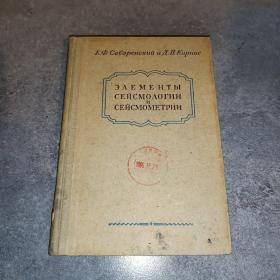 Е. Ф. Саваренский и Д. П. Кирнос
ЭЛЕМЕНТЫ
СЕЙСМОЛОГИИ
И
СЕЙСМОМЕТРИИ